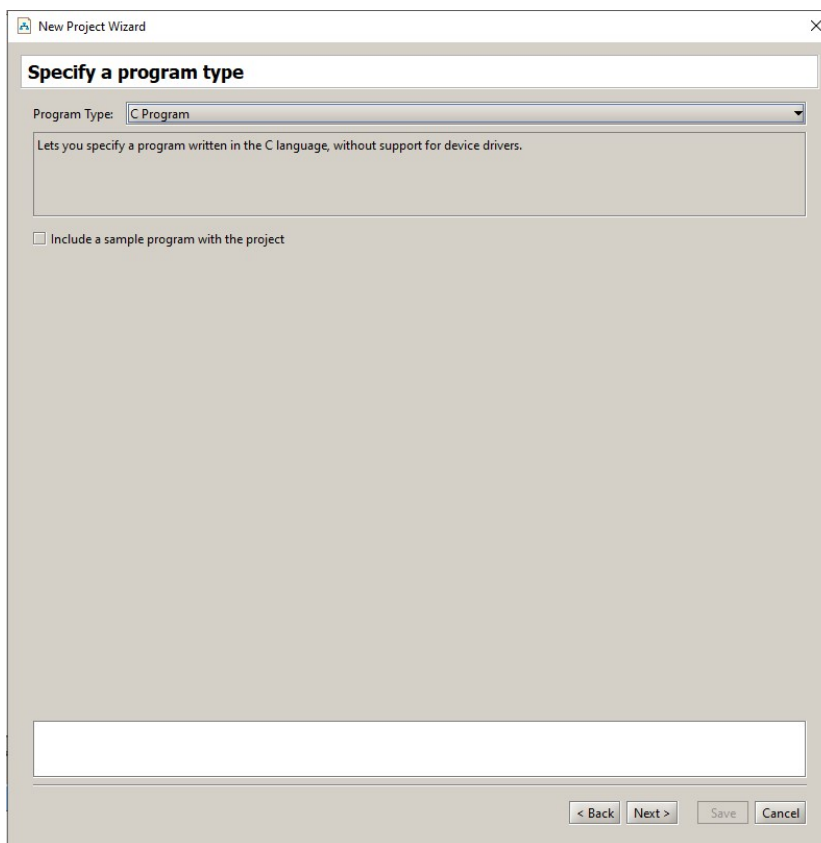 New Project Wizard
Specify a program type
Program Type: C Program
Lets you specify a program written in the C language, without support for device drivers.
Include a sample program with the project
< Back Next > Save Cancel